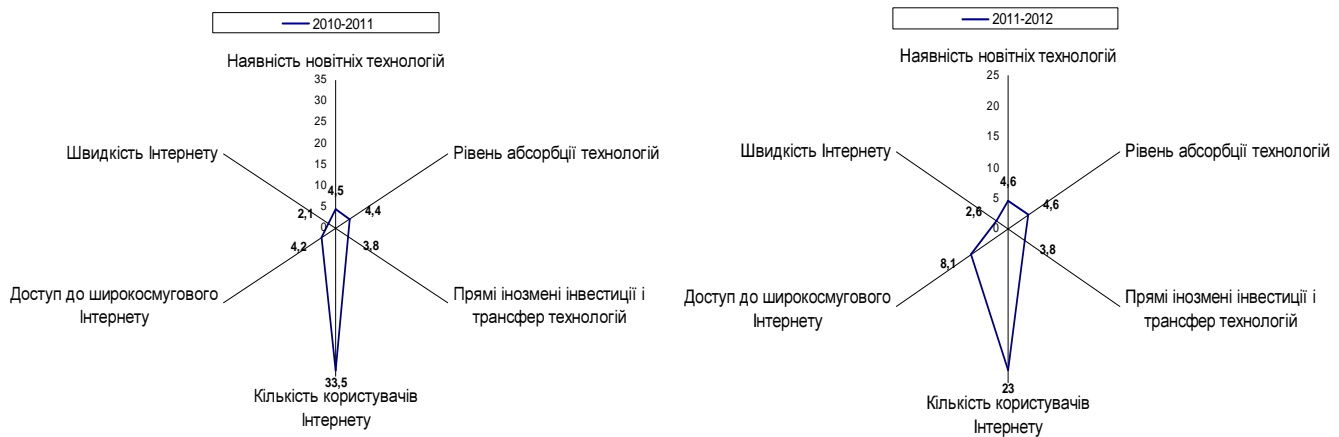 2010-2011
Наявність новітніх технологій
35
30
25
20
15
10
5
0
4,5
Рівень абсорбції технологій
4,4
Прямі інозмені інвестиції і
трансфер технологій
3,8
Кількість користувачів
Інтернету
33,5
Доступ до широкосмугового
Інтернету
4,2
Швидкість Інтернету
2,1
2011-2012
Наявність новітніх технологій
25
20
15
10
5
0
4,6
Рівень абсорбції технологій
4,6
Прямі інозмені інвестиції і
трансфер технологій
3,8
Кількість користувачів
Інтернету
23
Доступ до широкосмугового
Інтернету
8,1
Швидкість Інтернету
2,6